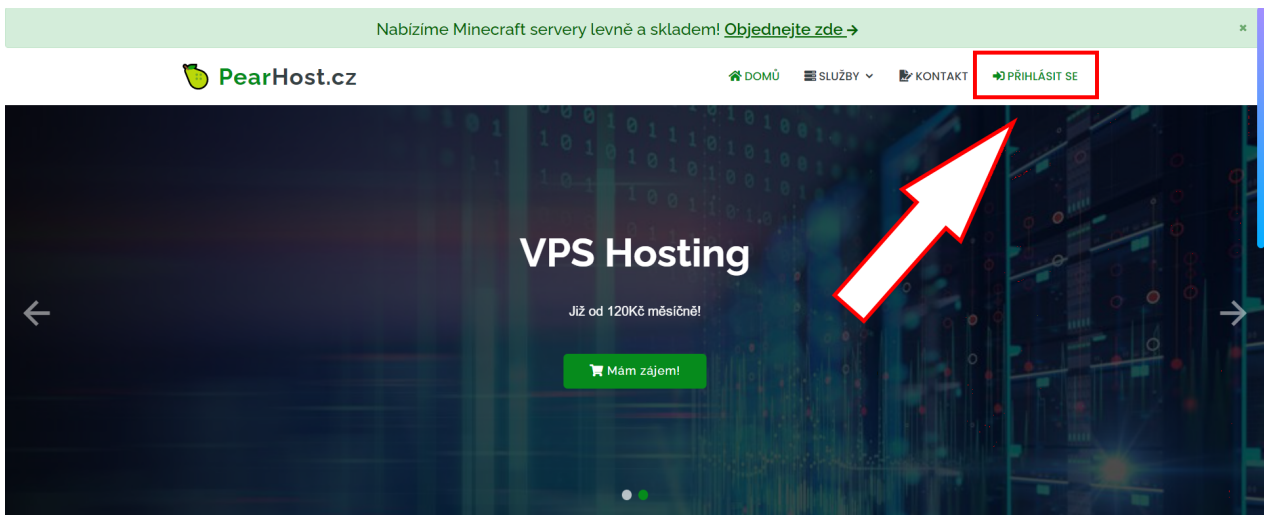 Nabízíme Minecraft servery levně a skladem! Objednejte zde →
×
PearHost.cz
DOMŮ SLUŽBY KONTAKT PŘIHLÁSIT SE
VPS Hosting
Již od 120Kč měsíčně!
Mám zájem!